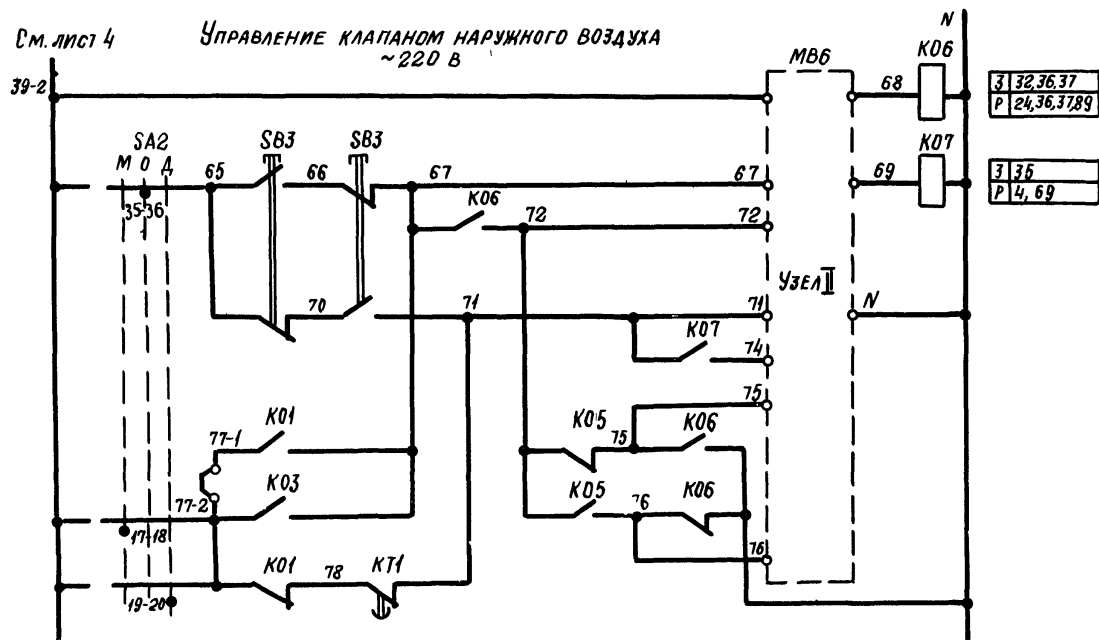 См. лист 4
Управление клапаном наружного воздуха
~220 в
N
39-2
МВ6
68
К06
З 32,36,37
Р 24,36,37,89
SA2
М О Д
35-36
65
SB3
66
SB3
67
67
69
К07
З 35
Р 4, 69
К06
72
72
Узел II
N
70
71
71
К07
74
75
К01
77-1
К05
75
К06
К03
77-2
К05
76
К06
17-18
76
К01
78
КТ1
19-20